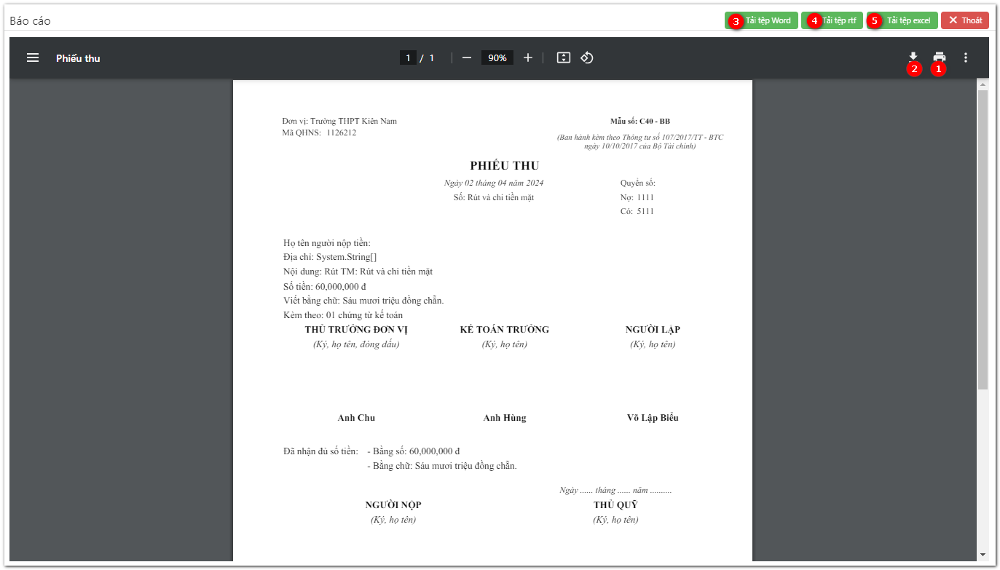 Báo cáo
3 Tải tệp Word
4 Tải tệp rtf
5 Tải tệp excel
Thoát
Phiếu thu
1 / 1
90%
2
1
Đơn vị: Trường THPT Kiên Nam
Mã QHNS: 1126212
Mẫu số: C40 - BB
(Ban hành kèm theo Thông tư số 107/2017/TT - BTC
ngày 10/10/2017 của Bộ Tài chính)
PHIẾU THU
Ngày 02 tháng 04 năm 2024
Số: Rút và chi tiền mặt
Quyển số:
Nợ: 1111
Có: 5111
Họ tên người nộp tiền:
Địa chỉ: System.String[]
Nội dung: Rút TM: Rút và chi tiền mặt
Số tiền: 60,000,000 đ
Viết bằng chữ: Sáu mươi triệu đồng chẵn.
Kèm theo: 01 chứng từ kế toán
THỦ TRƯỞNG ĐƠN VỊ
(Ký, họ tên, đóng dấu)
KẾ TOÁN TRƯỞNG
(Ký, họ tên)
NGƯỜI LẬP
(Ký, họ tên)
Anh Chu
Anh Hùng
Võ Lập Biểu
Đã nhận đủ số tiền: - Bằng số: 60,000,000 đ
- Bằng chữ: Sáu mươi triệu đồng chẵn.
Ngày ...... tháng ...... năm ..........
NGƯỜI NỘP
(Ký, họ tên)
THỦ QUỸ
(Ký, họ tên)